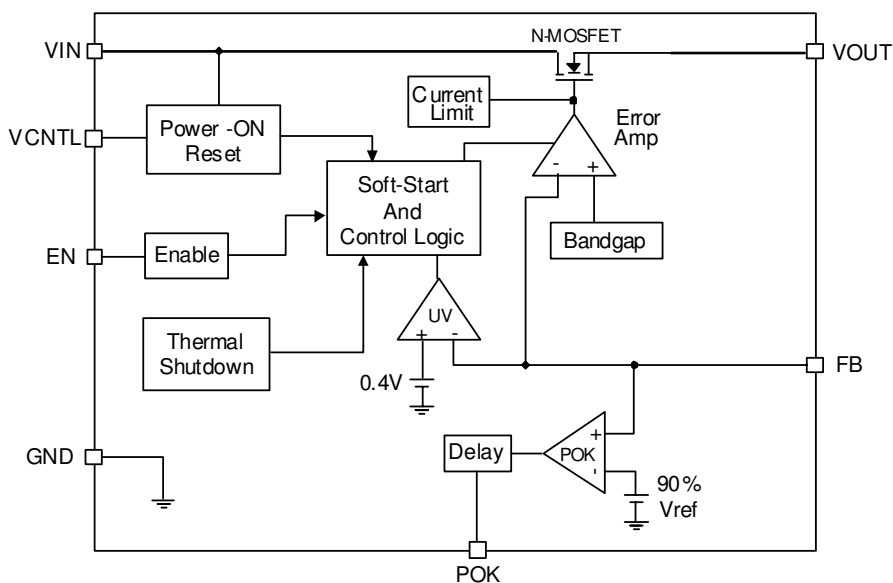 N-MOSFET
VIN
VOUT
Current
Limit
Error
Amp
VCNTL
Power -ON
Reset
- +
Soft-Start
And
Control Logic
Bandgap
EN
Enable
UV
+ -
Thermal
Shutdown
0.4V
FB
GND
Delay
POK
+
-
90%
Vref
POK